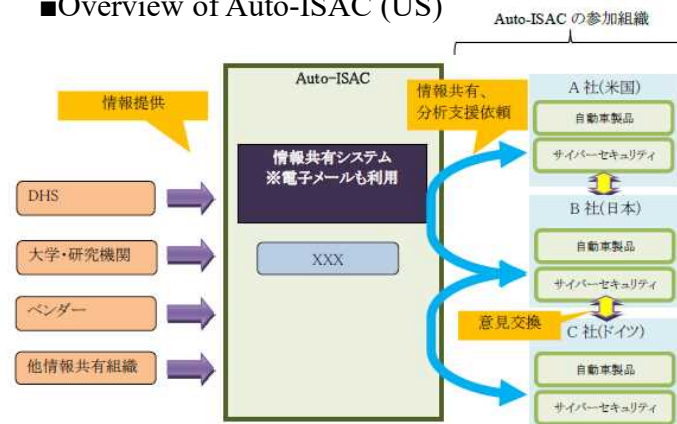 ■Overview of Auto-ISAC (US)
Auto-ISAC の参加組織
情報提供
DHS
大学・研究機関
ベンダー
他情報共有組織
Auto-ISAC
情報共有システム
※電子メールも利用
XXX
情報共有、
分析支援依頼
意見交換
A 社(米国)
自動車製品
サイバーセキュリティ
B 社(日本)
自動車製品
サイバーセキュリティ
C 社(ドイツ)
自動車製品
サイバーセキュリティ